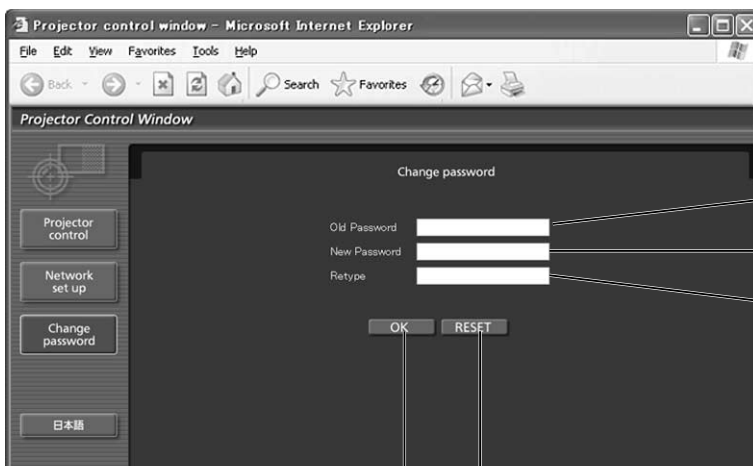 Projector control window - Microsoft Internet Explorer
File Edit View Favorites Tools Help
Back Search Favorites
Projector Control Window
Change password
Projector
control
Network
set up
Change
password
日本語
Old Password
New Password
Retype
OK RESET